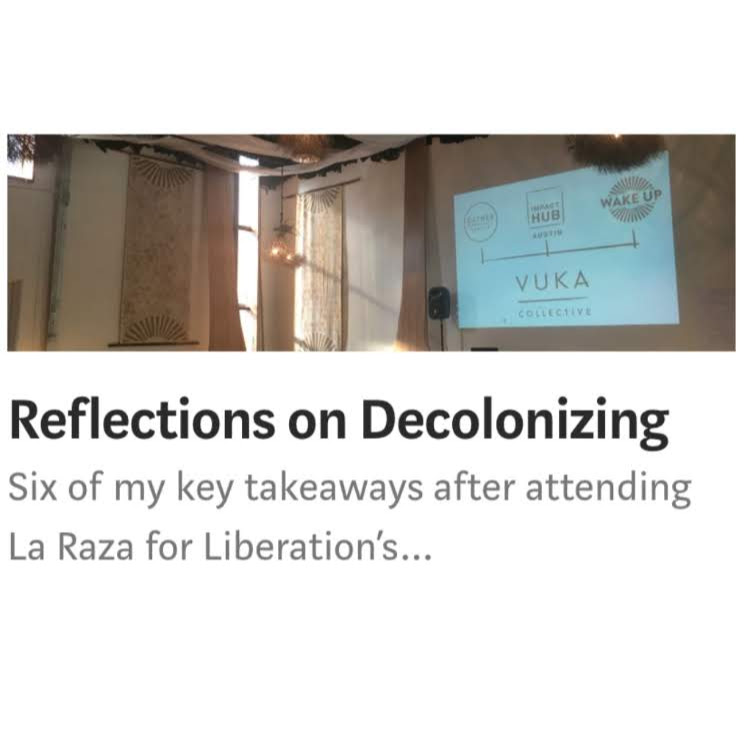 GATHER
IMPACT
HUB
AUSTIN
WAKE UP
VUKA
COLLECTIVE
Reflections on Decolonizing
Six of my key takeaways after attending
La Raza for Liberation's...